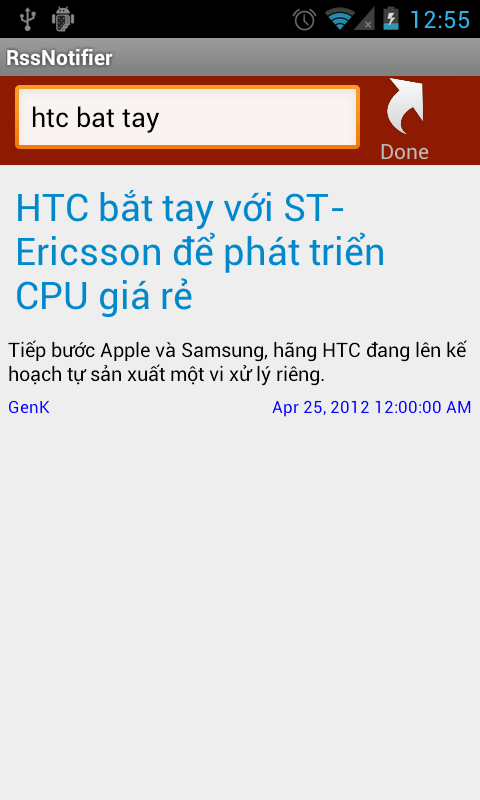 12:55
RssNotifier
htc bat tay
Done
HTC bắt tay với ST-
Ericsson để phát triển
CPU giá rẻ
Tiếp bước Apple và Samsung, hãng HTC đang lên kế
hoạch tự sản xuất một vi xử lý riêng.
GenK Apr 25, 2012 12:00:00 AM